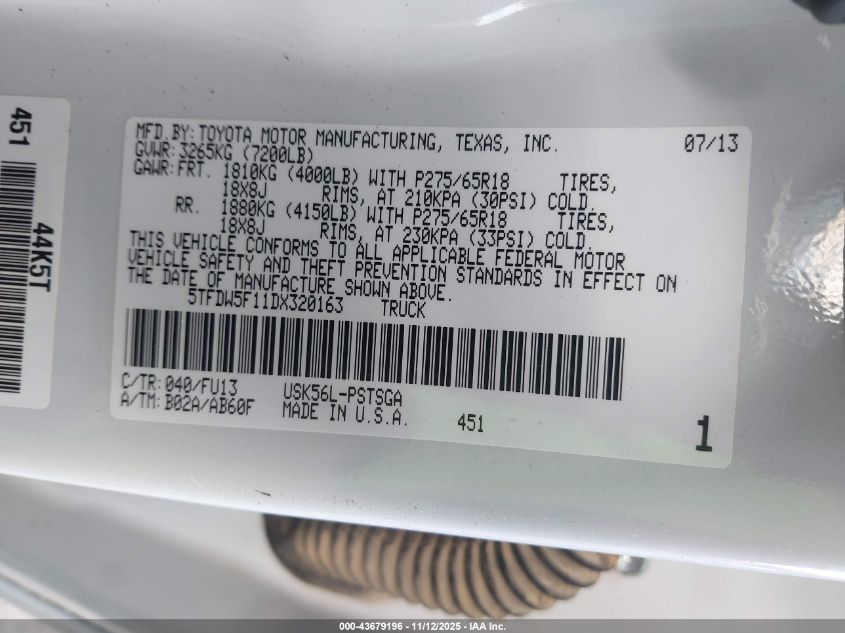 451
44K5T
MFD.BY: TOYOTA MOTOR MANUFACTURING, TEXAS, INC. 07/13
GVWR: 3265KG (7200LB)
GAWR: FRT. 1810KG (4000LB) WITH P275/65R18 TIRES,
18X8J RIMS, AT 210KPA (30PSI) COLD.
RR. 1880KG (4150LB) WITH P275/65R18 TIRES,
18X8J RIMS, AT 230KPA (33PSI) COLD.
THIS VEHICLE CONFORMS TO ALL APPLICABLE FEDERAL MOTOR
VEHICLE SAFETY AND THEFT PREVENTION STANDARDS IN EFFECT ON
THE DATE OF MANUFACTURE SHOWN ABOVE.
5TFDW5F11DX320163 TRUCK
C/TR: 040/FU13 USK56L-PSTSGA
A/TM: B02A/AB60F MADE IN U.S.A. 451 1
000-43679196 - 11/12/2025 - IAA Inc.